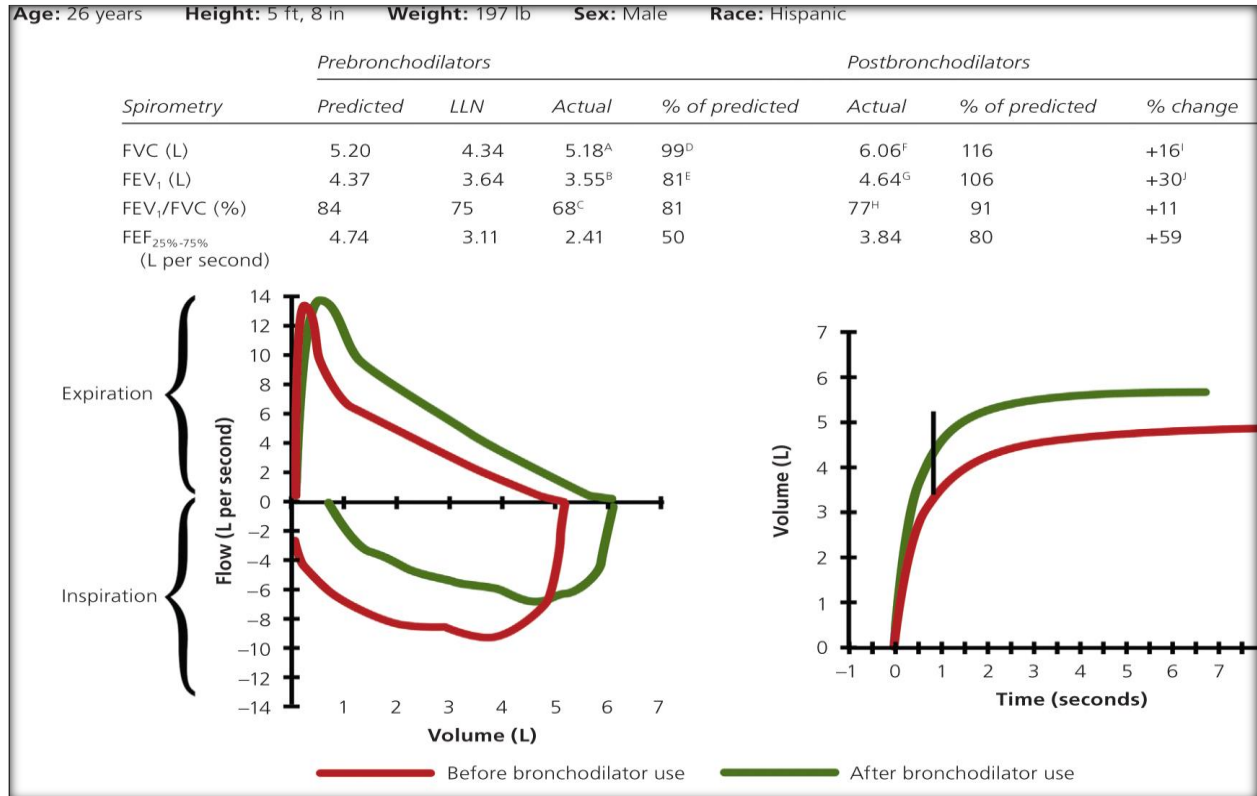 Age: 26 years Height: 5 ft, 8 in Weight: 197 lb Sex: Male Race: Hispanic
Prebronchodilators Postbronchodilators
Spirometry Predicted LLN Actual % of predicted Actual % of predicted % change
FVC (L) 5.20 4.34 5.18ᴬ 99ᴰ 6.06ꟳ 116 +16ᴵ
FEV₁ (L) 4.37 3.64 3.55ᴮ 81ᴱ 4.64ᴳ 106 +30ᴶ
FEV₁/FVC (%) 84 75 68ꟲ 81 77ᴴ 91 +11
FEF₂₅%-₇₅% 4.74 3.11 2.41 50 3.84 80 +59
(L per second)
Expiration
Inspiration
Flow (L per second)
14
12
10
8
6
4
2
0
−2
−4
−6
−8
−10
−12
−14
1 2 3 4 5 6 7
Volume (L)
Volume (L)
7
6
5
4
3
2
1
0
−1 0 1 2 3 4 5 6 7
Time (seconds)
Before bronchodilator use After bronchodilator use